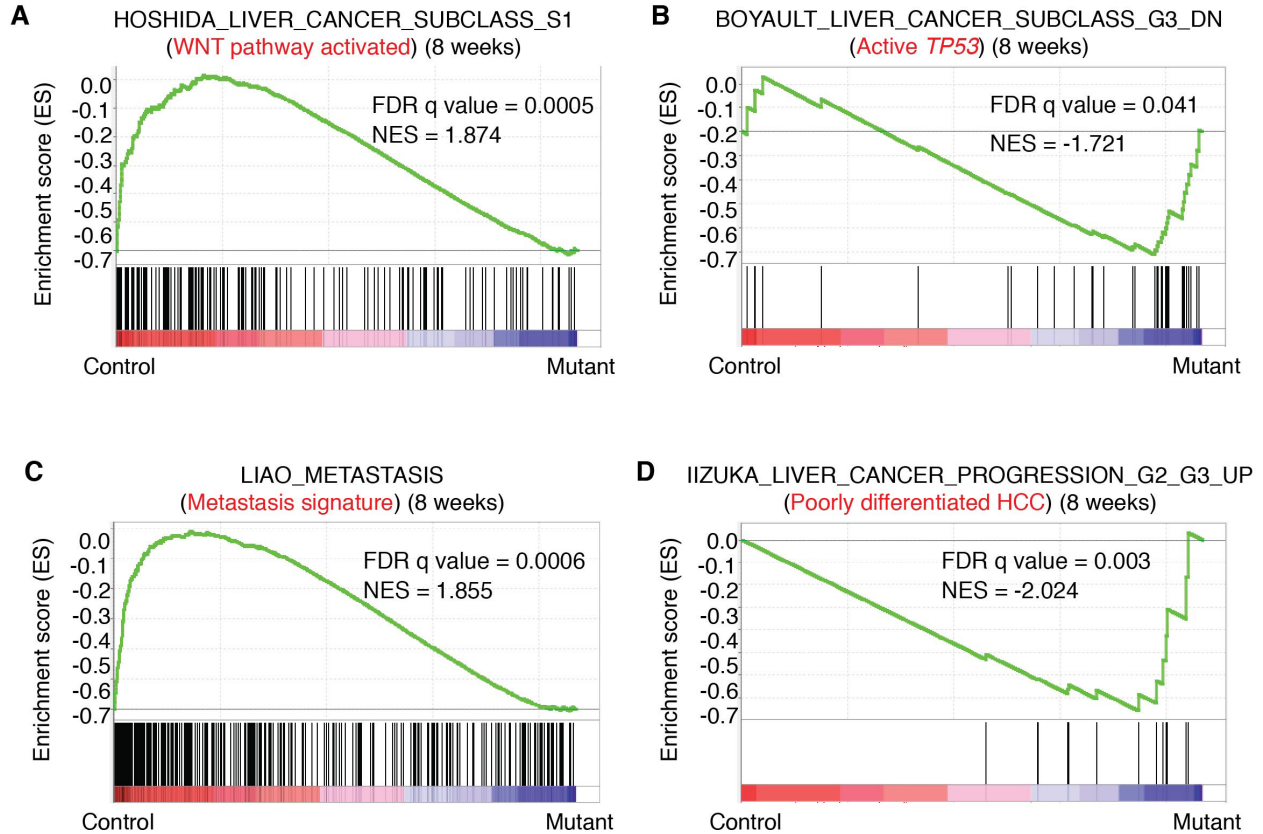 A
HOSHIDA_LIVER_CANCER_SUBCLASS_S1
(WNT pathway activated) (8 weeks)
Enrichment score (ES)
0.0
-0.1
-0.2
-0.3
-0.4
-0.5
-0.6
-0.7
FDR q value = 0.0005
NES = 1.874
Control
Mutant
B
BOYAULT_LIVER_CANCER_SUBCLASS_G3_DN
(Active TP53) (8 weeks)
Enrichment score (ES)
0.0
-0.1
-0.2
-0.3
-0.4
-0.5
-0.6
-0.7
FDR q value = 0.041
NES = -1.721
Control
Mutant
C
LIAO_METASTASIS
(Metastasis signature) (8 weeks)
Enrichment score (ES)
0.0
-0.1
-0.2
-0.3
-0.4
-0.5
-0.6
-0.7
FDR q value = 0.0006
NES = 1.855
Control
Mutant
D
IIZUKA_LIVER_CANCER_PROGRESSION_G2_G3_UP
(Poorly differentiated HCC) (8 weeks)
Enrichment score (ES)
0.0
-0.1
-0.2
-0.3
-0.4
-0.5
-0.6
-0.7
FDR q value = 0.003
NES = -2.024
Control
Mutant